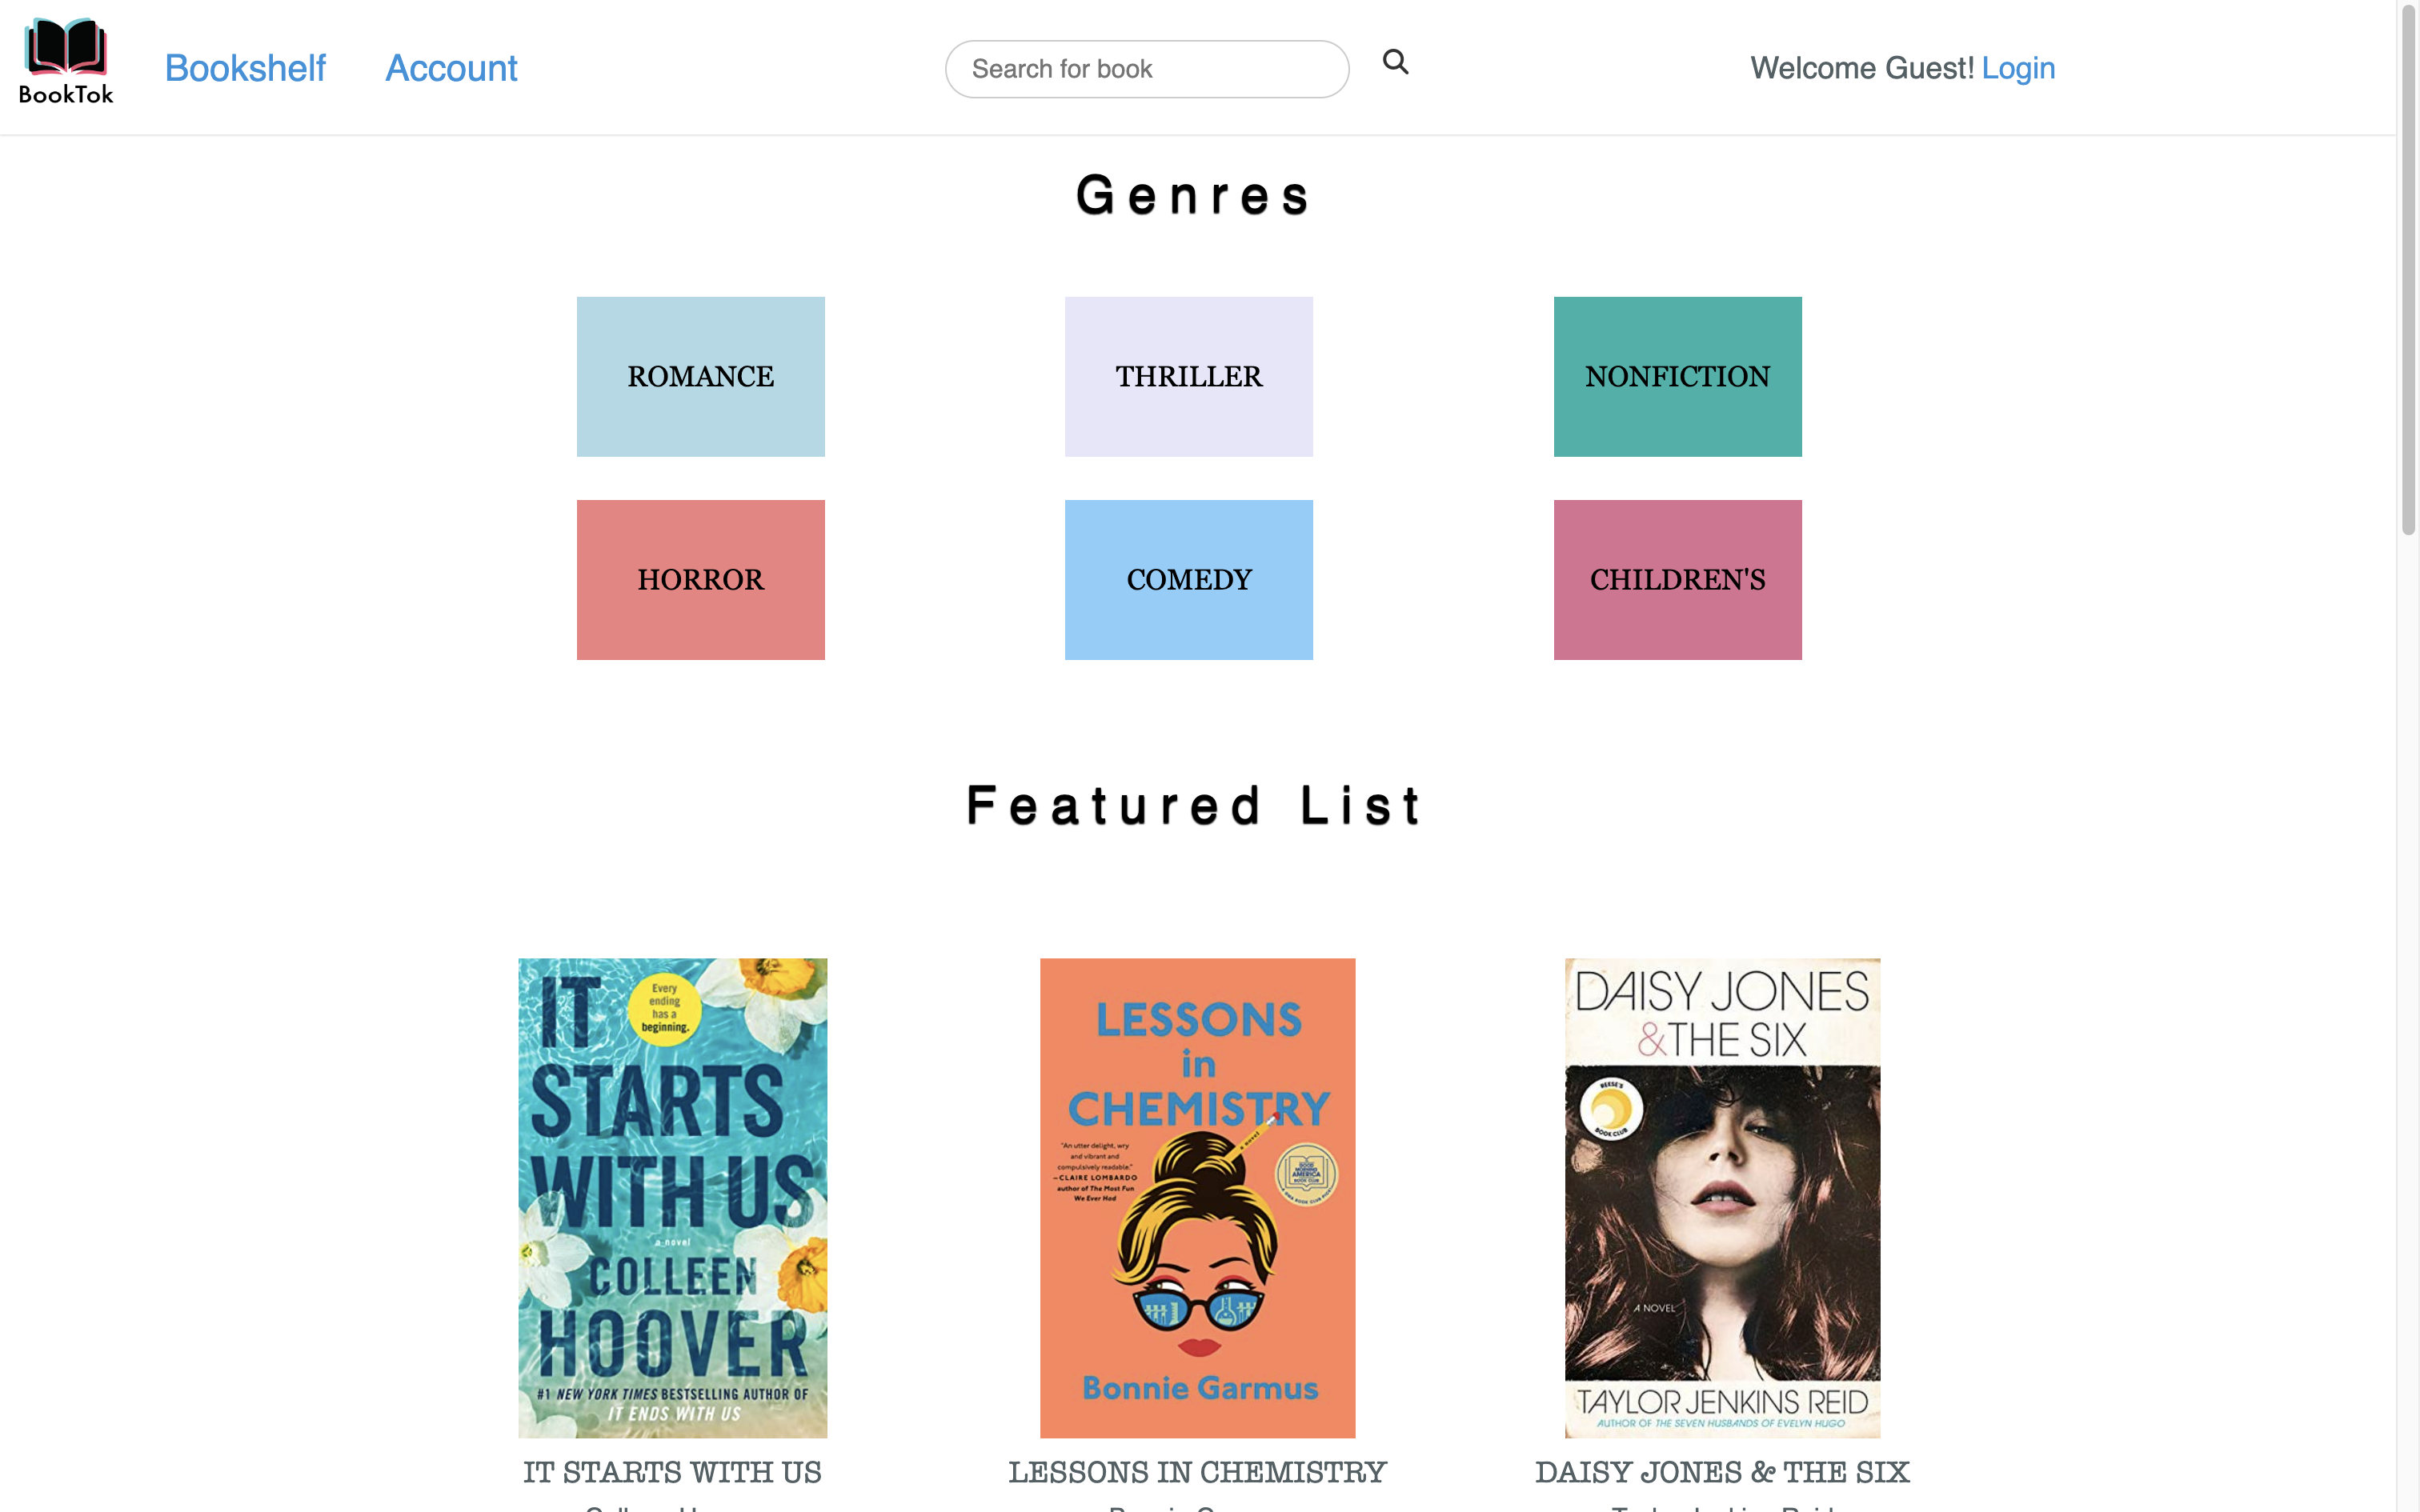 BookTok
Bookshelf
Account
Search for book
Welcome Guest! Login
Genres
ROMANCE
THRILLER
NONFICTION
HORROR
COMEDY
CHILDREN'S
Featured List
IT
Every
ending
has a
beginning.
STARTS
WITH US
a novel
COLLEEN
HOOVER
#1 NEW YORK TIMES BESTSELLING AUTHOR OF
IT ENDS WITH US
LESSONS
in
CHEMISTRY
a novel
"An utter delight, wry
and vibrant and
compulsively readable."
—CLAIRE LOMBARDO
author of The Most Fun
We Ever Had
GOOD
MORNING
AMERICA
BOOK CLUB
Bonnie Garmus
DAISY JONES
& THE SIX
REESE'S
BOOK CLUB
A NOVEL
TAYLOR JENKINS REID
AUTHOR OF THE SEVEN HUSBANDS OF EVELYN HUGO
IT STARTS WITH US
LESSONS IN CHEMISTRY
DAISY JONES & THE SIX